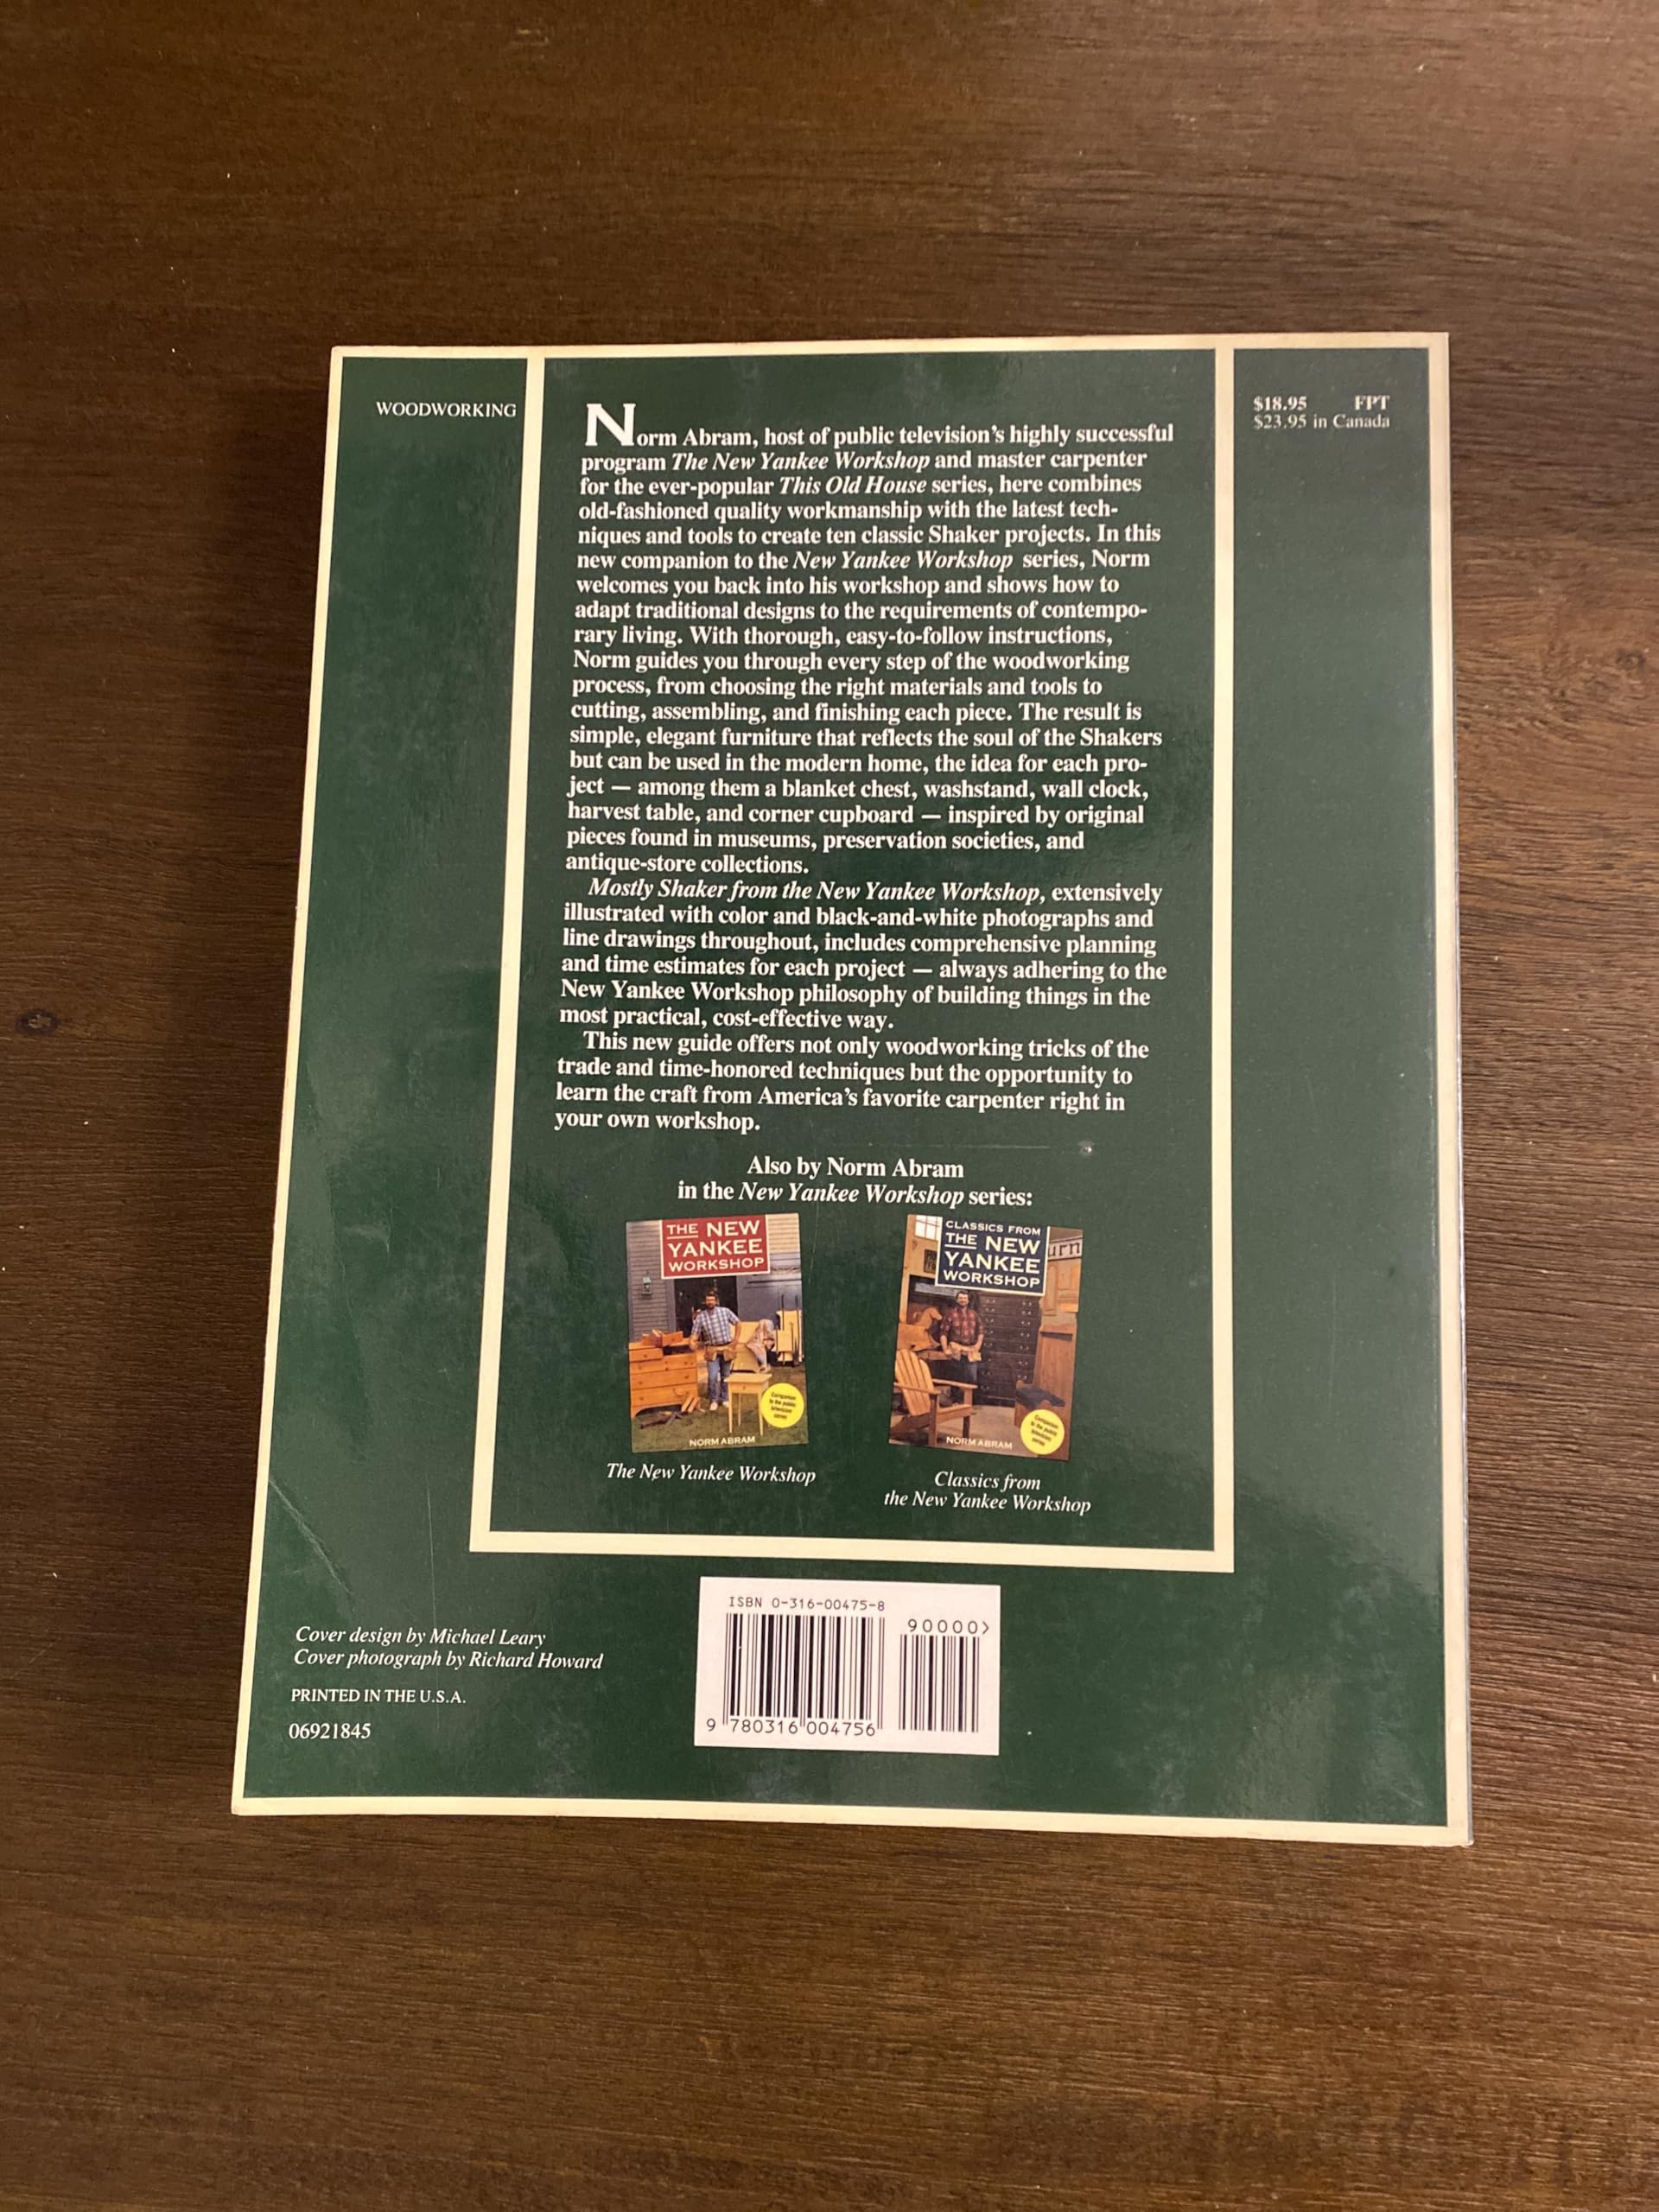 WOODWORKING
$18.95 FPT
$23.95 in Canada
Norm Abram, host of public television's highly successful
program The New Yankee Workshop and master carpenter
for the ever-popular This Old House series, here combines
old-fashioned quality workmanship with the latest tech-
niques and tools to create ten classic Shaker projects. In this
new companion to the New Yankee Workshop series, Norm
welcomes you back into his workshop and shows how to
adapt traditional designs to the requirements of contempo-
rary living. With thorough, easy-to-follow instructions,
Norm guides you through every step of the woodworking
process, from choosing the right materials and tools to
cutting, assembling, and finishing each piece. The result is
simple, elegant furniture that reflects the soul of the Shakers
but can be used in the modern home, the idea for each pro-
ject — among them a blanket chest, washstand, wall clock,
harvest table, and corner cupboard — inspired by original
pieces found in museums, preservation societies, and
antique-store collections.
Mostly Shaker from the New Yankee Workshop, extensively
illustrated with color and black-and-white photographs and
line drawings throughout, includes comprehensive planning
and time estimates for each project — always adhering to the
New Yankee Workshop philosophy of building things in the
most practical, cost-effective way.
This new guide offers not only woodworking tricks of the
trade and time-honored techniques but the opportunity to
learn the craft from America's favorite carpenter right in
your own workshop.
Also by Norm Abram
in the New Yankee Workshop series:
THE NEW
YANKEE
WORKSHOP
Companion
to the public
television
series
NORM ABRAM
The New Yankee Workshop
CLASSICS FROM
THE NEW
YANKEE
WORKSHOP
urn
Companion
to the public
television
series
NORM ABRAM
Classics from
the New Yankee Workshop
ISBN 0-316-00475-8
90000>
9 780316 004756
Cover design by Michael Leary
Cover photograph by Richard Howard
PRINTED IN THE U.S.A.
06921845